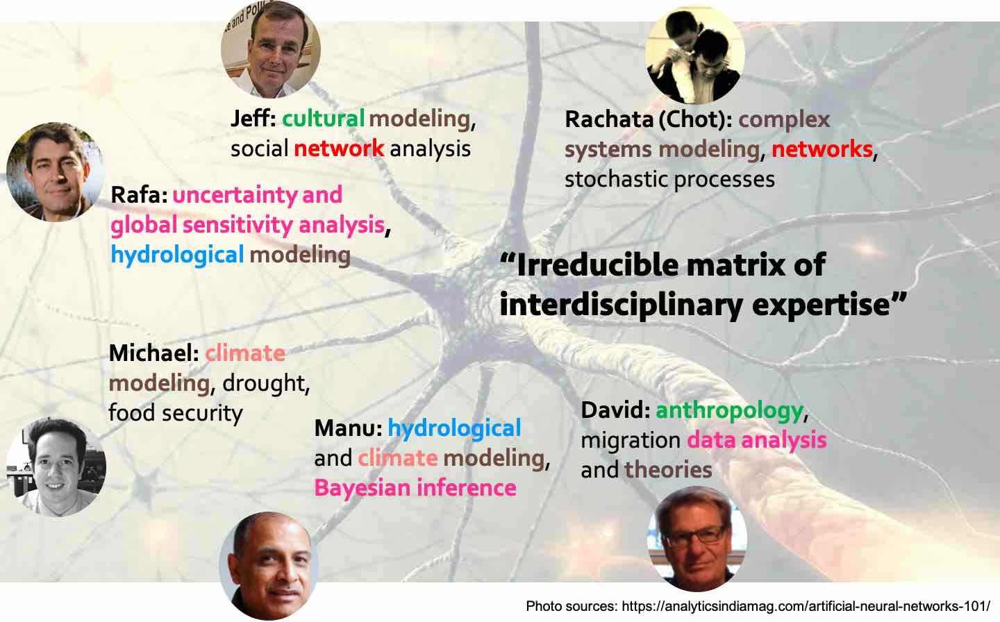 ce and Pou
Jeff: cultural modeling,
social network analysis
Rachata (Chot): complex
systems modeling, networks,
stochastic processes
Rafa: uncertainty and
global sensitivity analysis,
hydrological modeling
“Irreducible matrix of
interdisciplinary expertise”
Michael: climate
modeling, drought,
food security
Manu: hydrological
and climate modeling,
Bayesian inference
David: anthropology,
migration data analysis
and theories
Photo sources: https://analyticsindiamag.com/artificial-neural-networks-101/